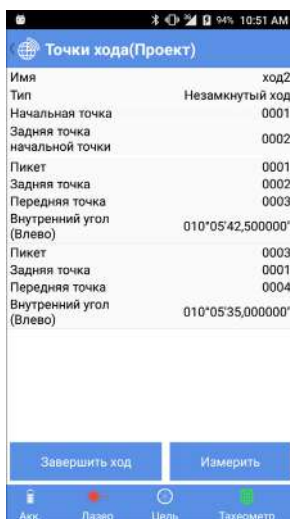 94% 10:51 AM
Точки хода(Проект)
Имя ход2
Тип Незамкнутый ход
Начальная точка 0001
Задняя точка
начальной точки 0002
Пикет 0001
Задняя точка 0002
Передняя точка 0003
Внутренний угол
(Влево) 010°05'42,500000"
Пикет 0003
Задняя точка 0001
Передняя точка 0004
Внутренний угол
(Влево) 010°05'35,000000"
Завершить ход Измерить
Акк. Лазер Цель Тахеометр